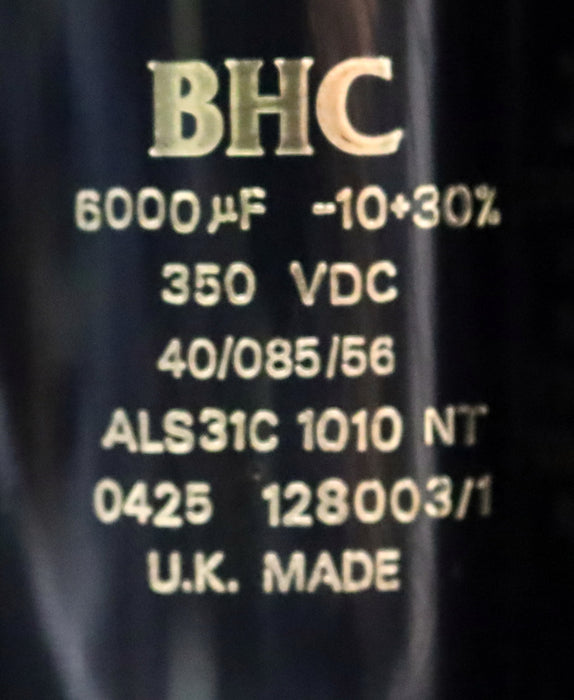 BHC
6000µF -10+30%
350 VDC
40/085/56
ALS31C 1010 NT
0425 128003/1
U.K. MADE